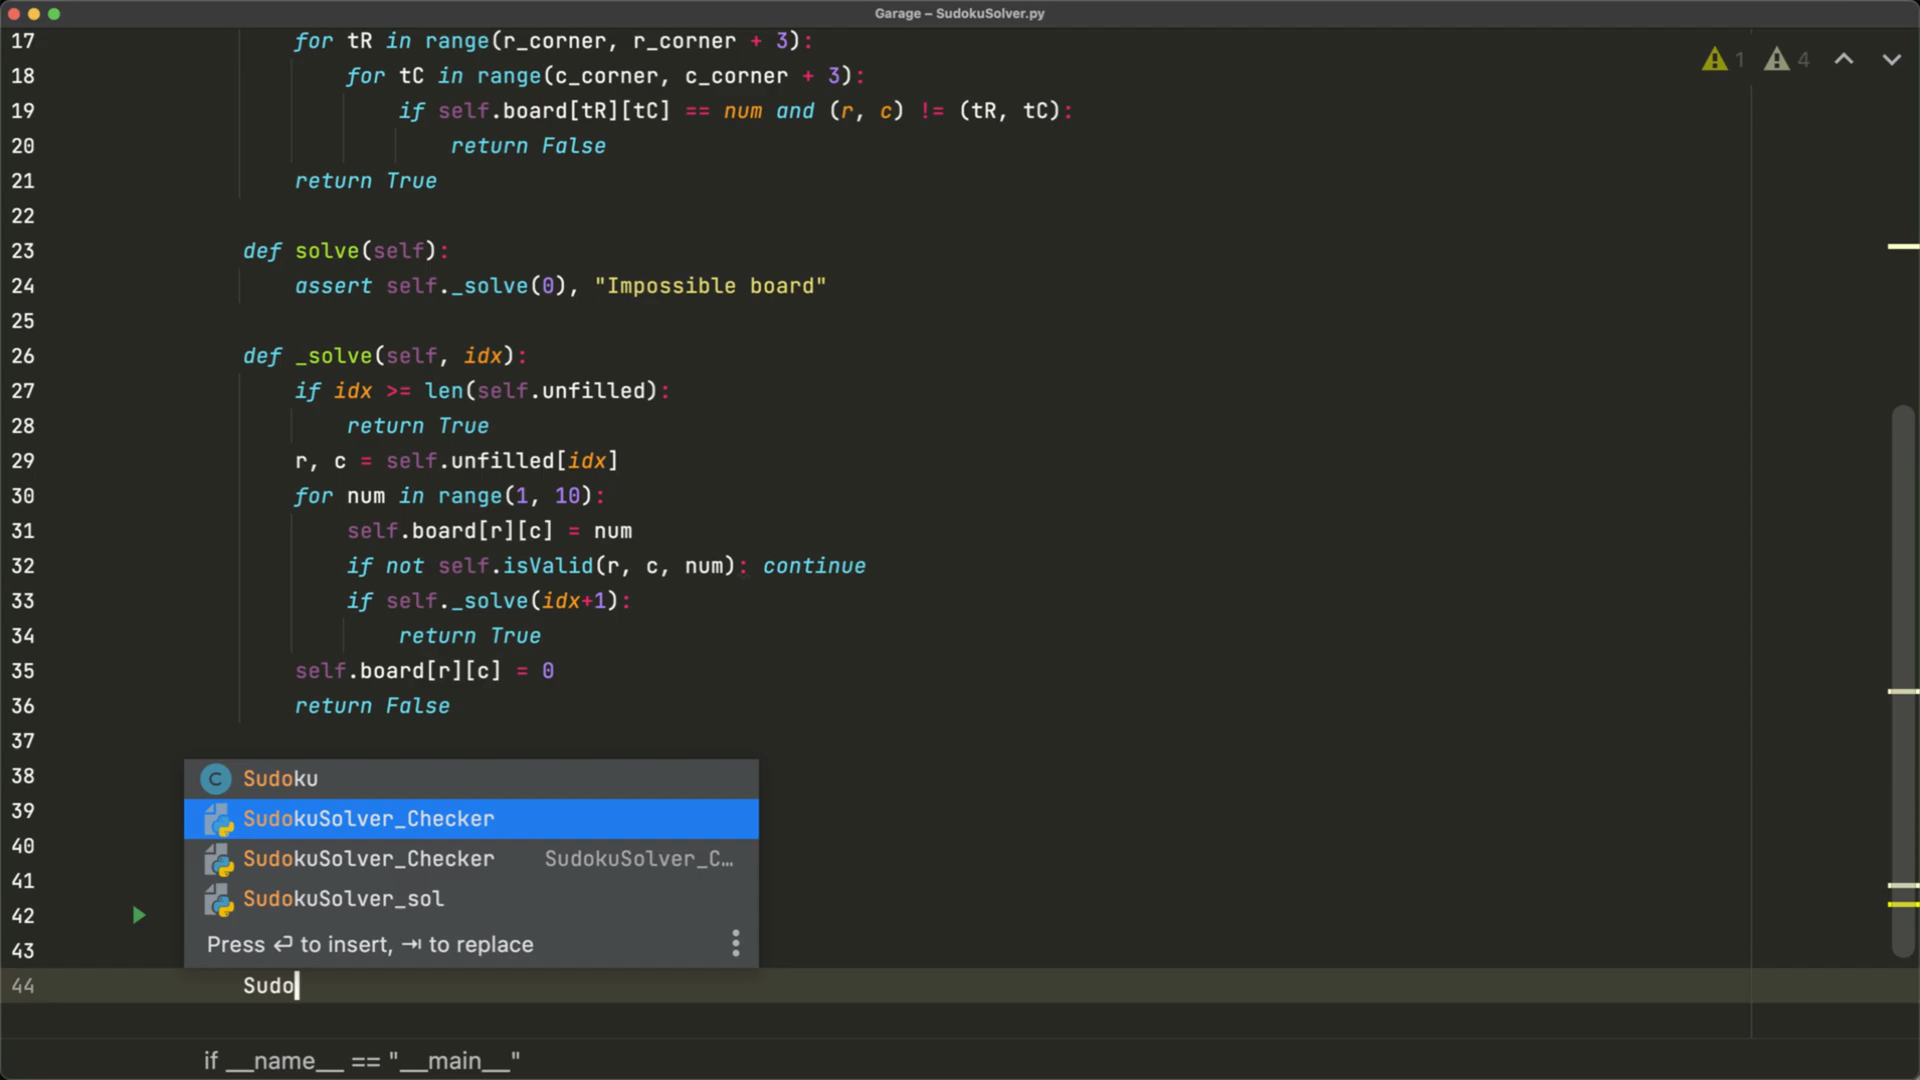 Garage – SudokuSolver.py
1 4
17 for tR in range(r_corner, r_corner + 3):
18 for tC in range(c_corner, c_corner + 3):
19 if self.board[tR][tC] == num and (r, c) != (tR, tC):
20 return False
21 return True
22
23 def solve(self):
24 assert self._solve(0), "Impossible board"
25
26 def _solve(self, idx):
27 if idx >= len(self.unfilled):
28 return True
29 r, c = self.unfilled[idx]
30 for num in range(1, 10):
31 self.board[r][c] = num
32 if not self.isValid(r, c, num): continue
33 if self._solve(idx+1):
34 return True
35 self.board[r][c] = 0
36 return False
37
38
39
40
41
42
43
C Sudoku
SudokuSolver_Checker
SudokuSolver_Checker SudokuSolver_C…
SudokuSolver_sol
Press ⏎ to insert, ⇥ to replace
44 Sudo
if __name__ == "__main__"